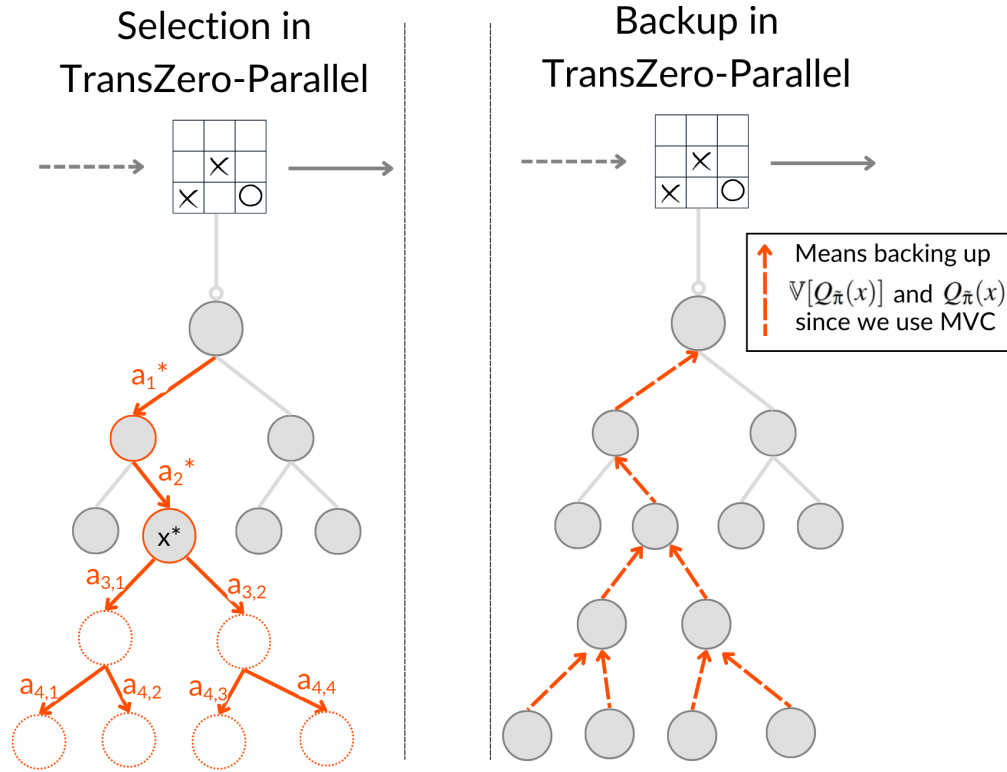 Selection in
TransZero-Parallel
a₁*
a₂*
x*
a₃,₁
a₃,₂
a₄,₁
a₄,₂
a₄,₃
a₄,₄
Backup in
TransZero-Parallel
Means backing up
𝕍[Q_π̃(x)] and Q_π̃(x)
since we use MVC